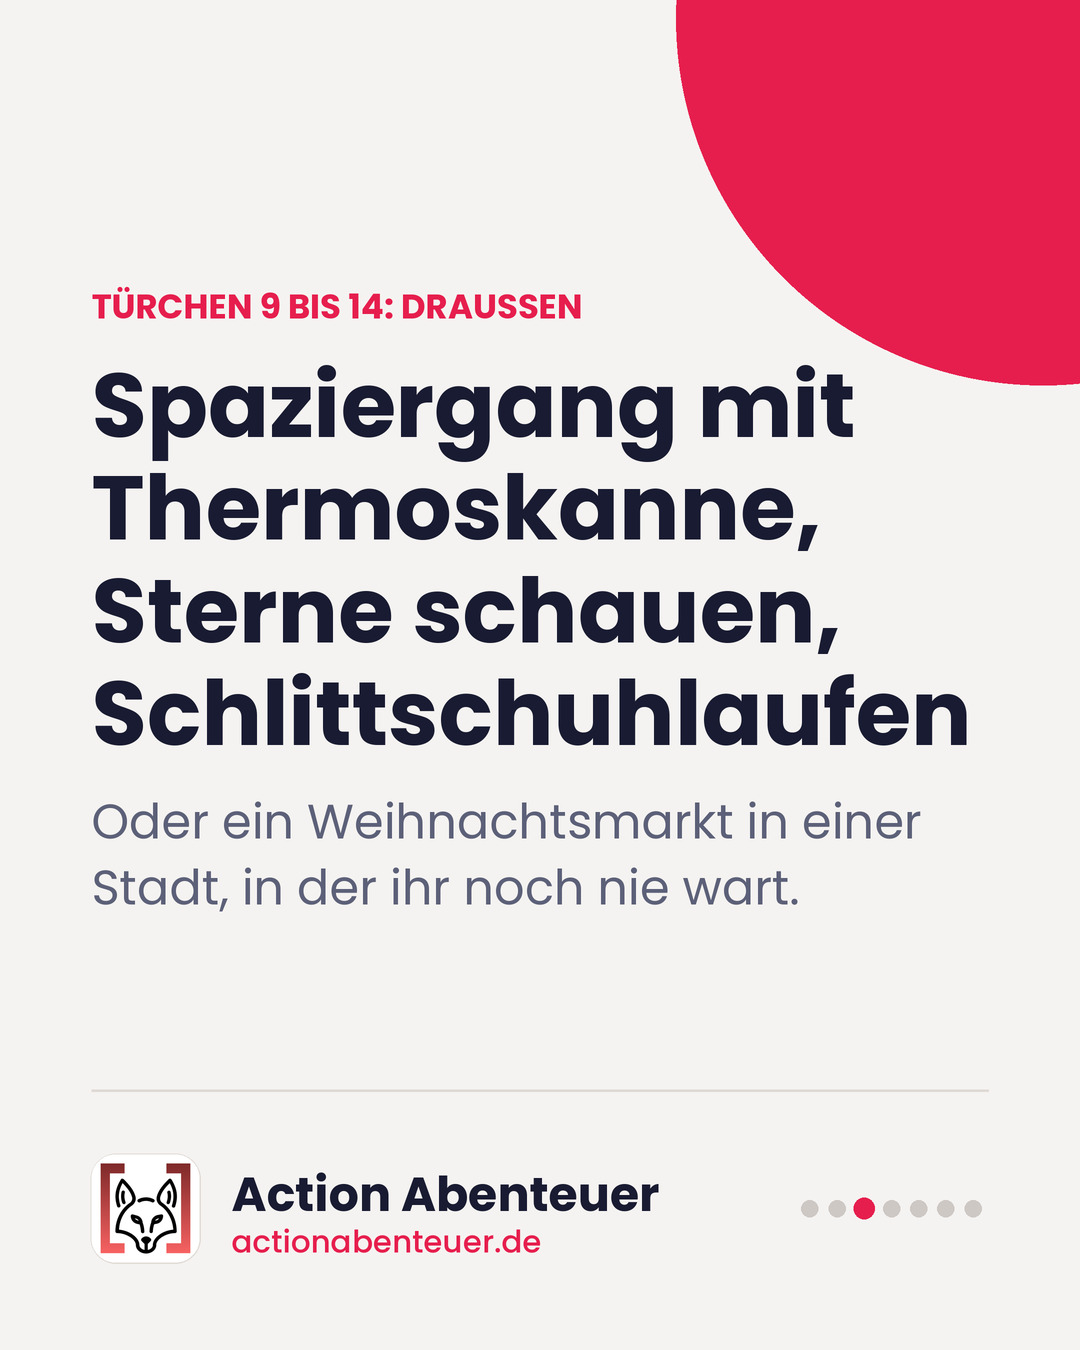 TÜRCHEN 9 BIS 14: DRAUSSEN
Spaziergang mit
Thermoskanne,
Sterne schauen,
Schlittschuhlaufen
Oder ein Weihnachtsmarkt in einer
Stadt, in der ihr noch nie wart.
Action Abenteuer
actionabenteuer.de